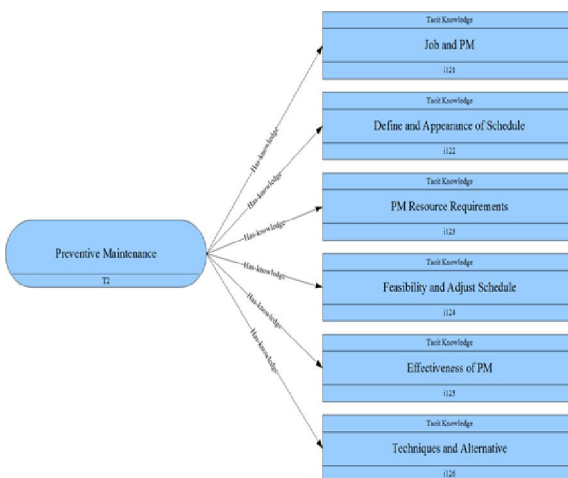 Tacit Knowledge
Job and PM
i121
Tacit Knowledge
Define and Appearance of Schedule
i122
Tacit Knowledge
PM Resource Requirements
i123
Tacit Knowledge
Feasibility and Adjust Schedule
i124
Tacit Knowledge
Effectiveness of PM
i125
Tacit Knowledge
Techniques and Alternative
i126
Preventive Maintenance
T2
Has-knowledge
Has-knowledge
Has-knowledge
Has-knowledge
Has-knowledge
Has-knowledge